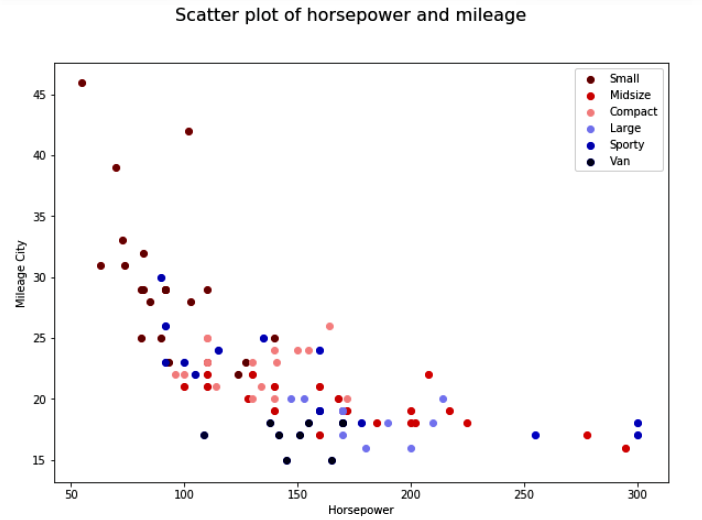 Scatter plot of horsepower and mileage
Small
Midsize
Compact
Large
Sporty
Van
45
40
35
30
25
20
15
Mileage City
50
100
150
200
250
300
Horsepower